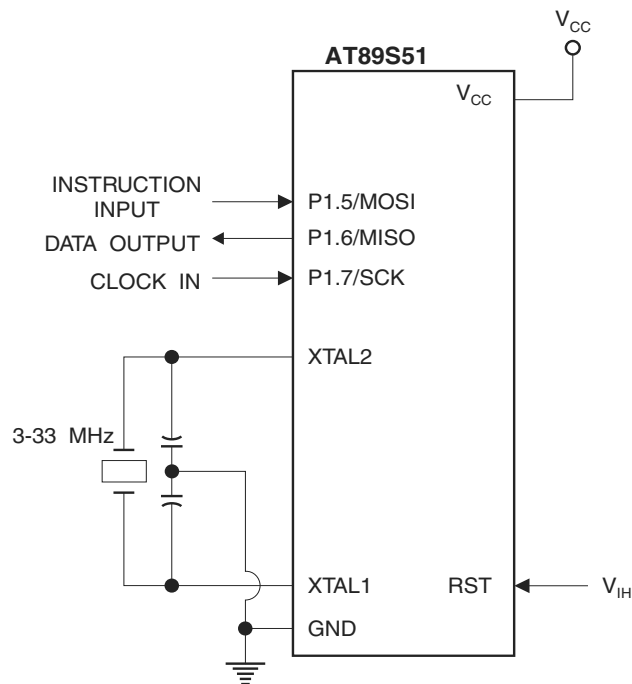 V_CC
AT89S51
V_CC
INSTRUCTION
INPUT
P1.5/MOSI
DATA OUTPUT
P1.6/MISO
CLOCK IN
P1.7/SCK
XTAL2
3-33 MHz
XTAL1
RST
V_IH
GND